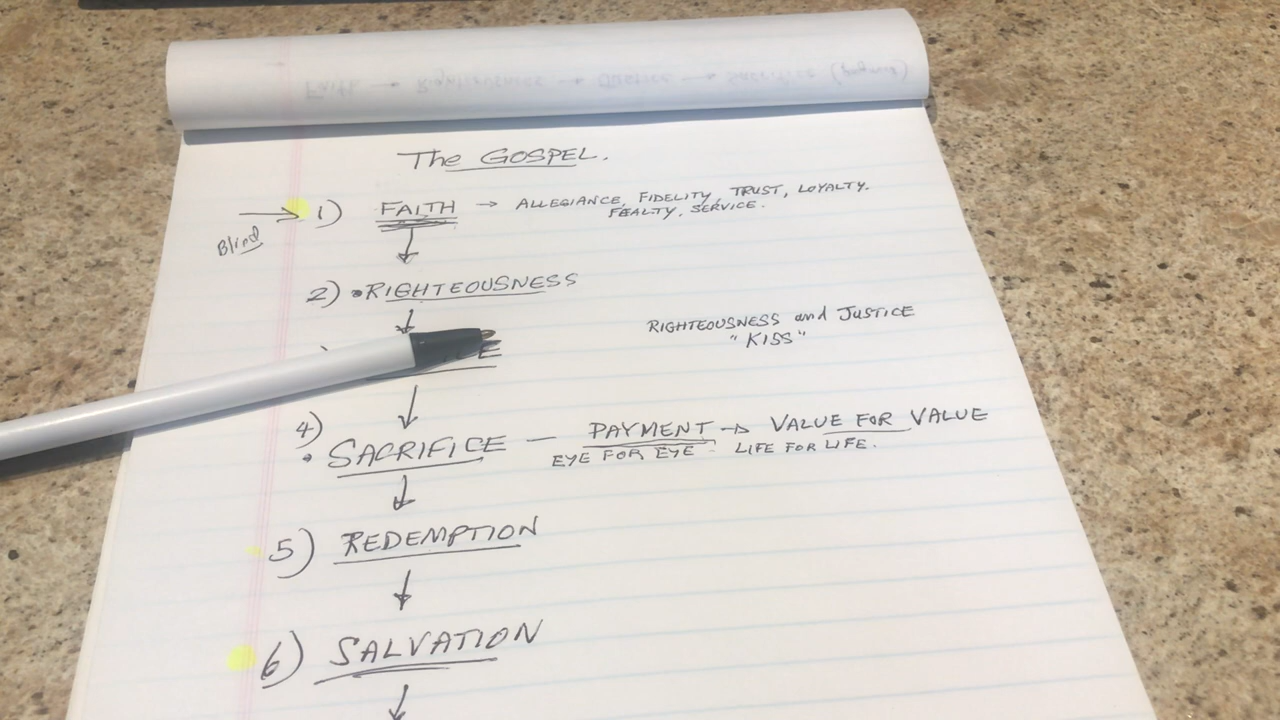 The GOSPEL.
1) FAITH → ALLEGIANCE, FIDELITY, TRUST, LOYALTY.
FEALTY, SERVICE.
Blind
2) •RIGHTEOUSNESS
RIGHTEOUSNESS and JUSTICE
"KISS"
4)
• SACRIFICE — PAYMENT → VALUE FOR VALUE
EYE FOR EYE - LIFE FOR LIFE.
5) REDEMPTION
6) SALVATION